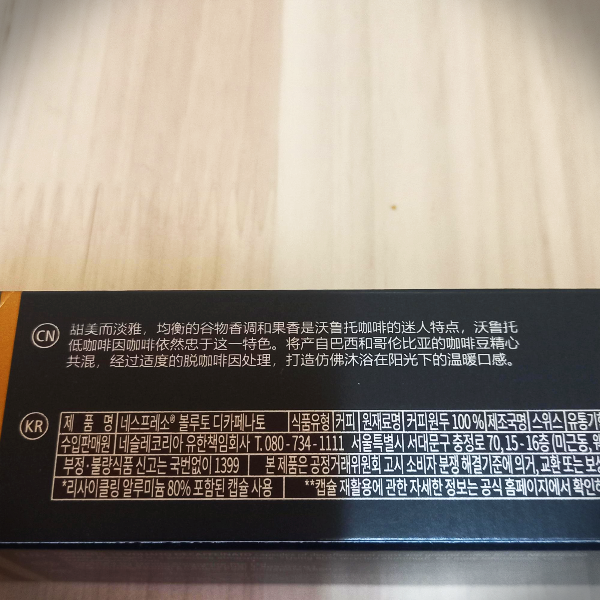 CN
甜美而淡雅，均衡的谷物香调和果香是沃鲁托咖啡的迷人特点，沃鲁托
低咖啡因咖啡依然忠于这一特色。将产自巴西和哥伦比亚的咖啡豆精心
共混，经过适度的脱咖啡因处理，打造仿佛沐浴在阳光下的温暖口感。
KR
제 품 명 네스프레소® 볼루토 디카페나토 식품유형 커피 원재료명 커피원두 100% 제조국명 스위스 유통기한
수입판매원 네슬레코리아 유한책임회사 T. 080-734-1111 서울특별시 서대문구 충정로 70, 15-16층 (미근동, 웨
부정·불량식품 신고는 국번없이 1399 본 제품은 공정거래위원회 고시 소비자 분쟁 해결기준에 의거, 교환 또는 보상
*리사이클링 알루미늄 80% 포함된 캡슐 사용 **캡슐 재활용에 관한 자세한 정보는 공식 홈페이지에서 확인하